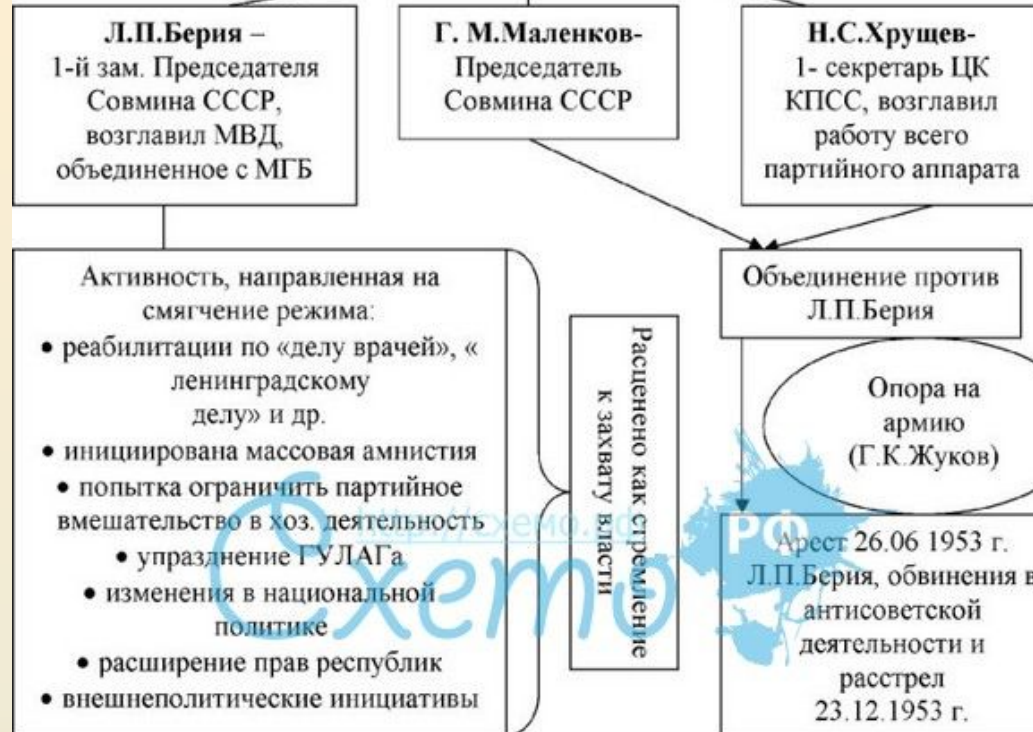 Л.П.Берия –
1-й зам. Председателя
Совмина СССР,
возглавил МВД,
объединенное с МГБ
Г. М.Маленков-
Председатель
Совмина СССР
Н.С.Хрущев-
1- секретарь ЦК
КПСС, возглавил
работу всего
партийного аппарата
Активность, направленная на
смягчение режима:
• реабилитации по «делу врачей», «
ленинградскому
делу» и др.
• инициирована массовая амнистия
• попытка ограничить партийное
вмешательство в хоз. деятельность
• упразднение ГУЛАГа
• изменения в национальной
политике
• расширение прав республик
• внешнеполитические инициативы
Расценено как стремление
к захвату власти
Объединение против
Л.П.Берия
Опора на
армию
(Г.К.Жуков)
Арест 26.06 1953 г.
Л.П.Берия, обвинения в
антисоветской
деятельности и
расстрел
23.12.1953 г.
http://схемо.рф
Схемо
РФ